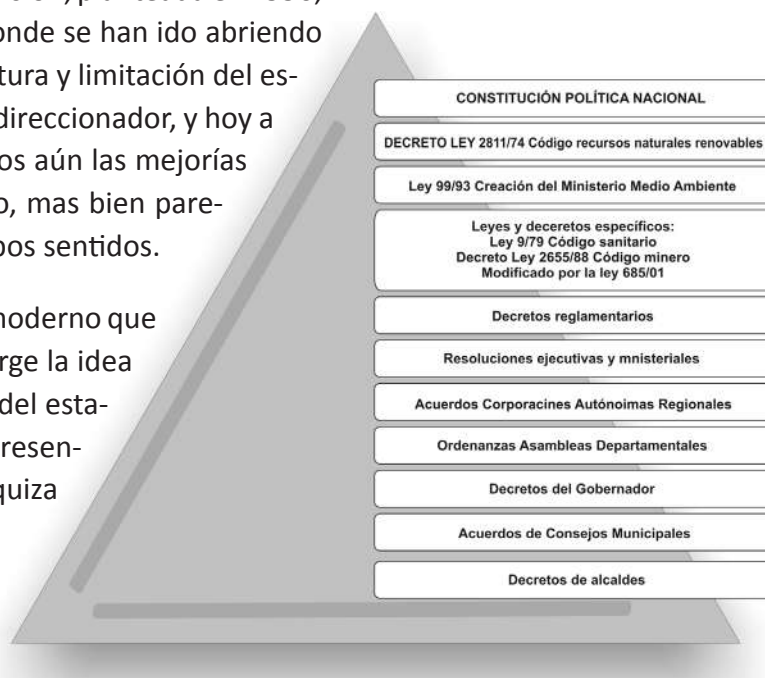 onde se han ido abriendo
tura y limitación del es-
direccionador, y hoy a
os aún las mejorías
o, mas bien pare-
bos sentidos.
moderno que
rge la idea
del esta-
resen-
quiza
CONSTITUCIÓN POLÍTICA NACIONAL
DECRETO LEY 2811/74 Código recursos naturales renovables
Ley 99/93 Creación del Ministerio Medio Ambiente
Leyes y deceretos específicos:
Ley 9/79 Código sanitario
Decreto Ley 2655/88 Código minero
Modificado por la ley 685/01
Decretos reglamentarios
Resoluciones ejecutivas y mnisteriales
Acuerdos Corporacines Autónoimas Regionales
Ordenanzas Asambleas Departamentales
Decretos del Gobernador
Acuerdos de Consejos Municipales
Decretos de alcaldes